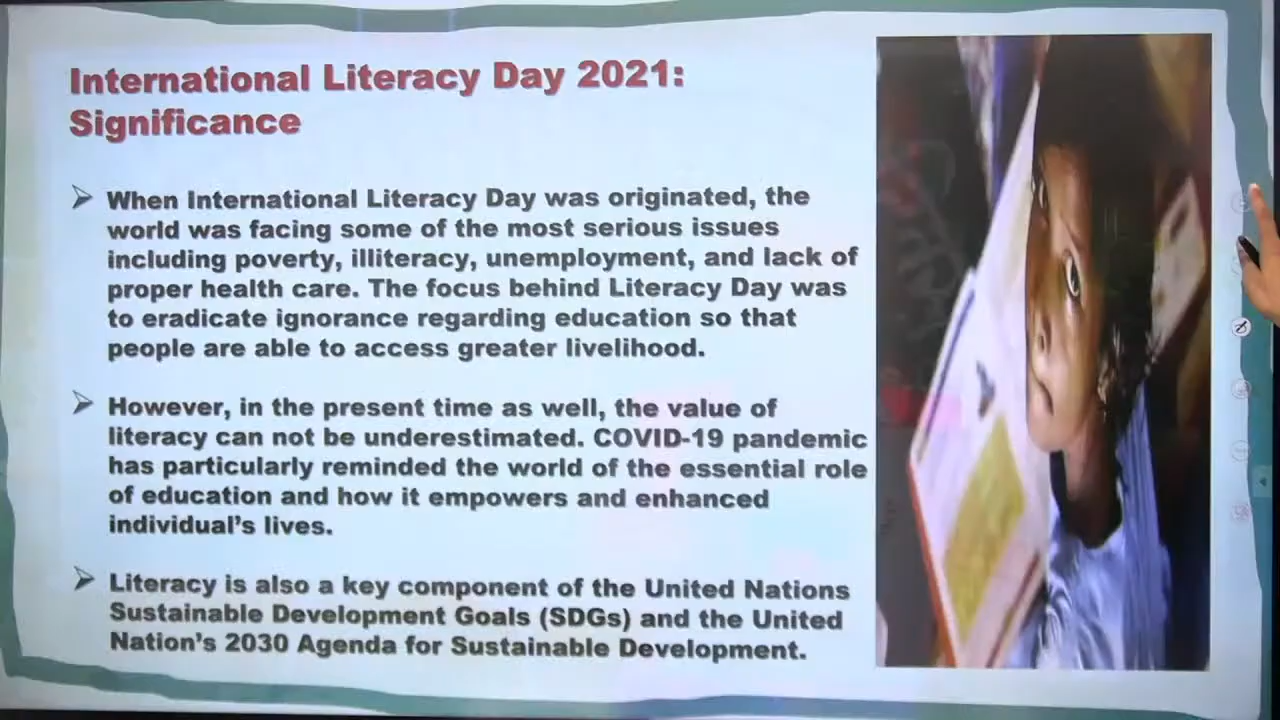 International Literacy Day 2021:
Significance
When International Literacy Day was originated, the
world was facing some of the most serious issues
including poverty, illiteracy, unemployment, and lack of
proper health care. The focus behind Literacy Day was
to eradicate ignorance regarding education so that
people are able to access greater livelihood.
However, in the present time as well, the value of
literacy can not be underestimated. COVID-19 pandemic
has particularly reminded the world of the essential role
of education and how it empowers and enhanced
individual's lives.
Literacy is also a key component of the United Nations
Sustainable Development Goals (SDGs) and the United
Nation's 2030 Agenda for Sustainable Development.